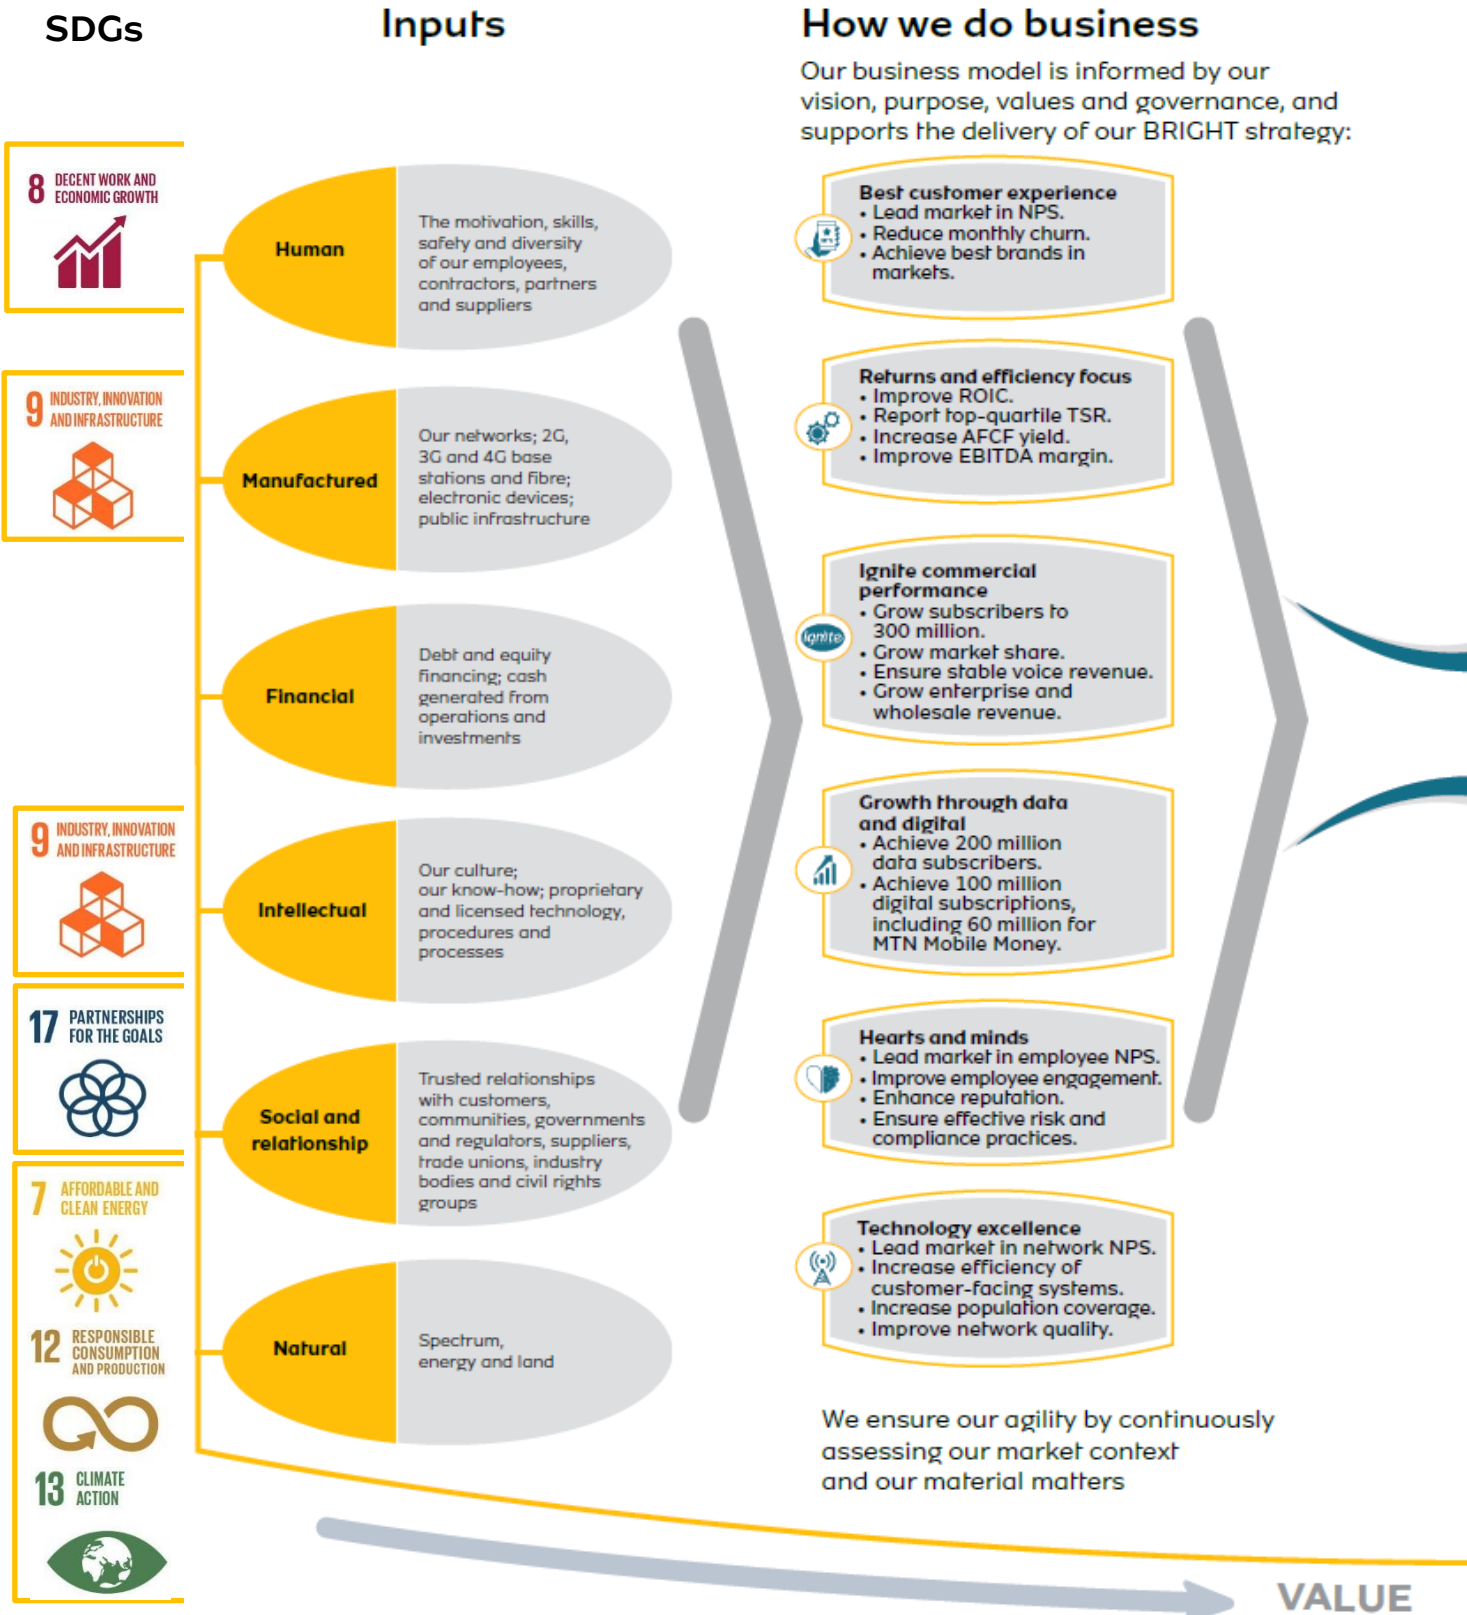 SDGs
Inputs
How we do business
Our business model is informed by our
vision, purpose, values and governance, and
supports the delivery of our BRIGHT strategy:
8 DECENT WORK AND
ECONOMIC GROWTH
9 INDUSTRY, INNOVATION
AND INFRASTRUCTURE
9 INDUSTRY, INNOVATION
AND INFRASTRUCTURE
17 PARTNERSHIPS
FOR THE GOALS
7 AFFORDABLE AND
CLEAN ENERGY
12 RESPONSIBLE
CONSUMPTION
AND PRODUCTION
13 CLIMATE
ACTION
Human
The motivation, skills,
safety and diversity
of our employees,
contractors, partners
and suppliers
Manufactured
Our networks; 2G,
3G and 4G base
stations and fibre;
electronic devices;
public infrastructure
Financial
Debt and equity
financing; cash
generated from
operations and
investments
Intellectual
Our culture;
our know-how; proprietary
and licensed technology,
procedures and
processes
Social and
relationship
Trusted relationships
with customers,
communities, governments
and regulators, suppliers,
trade unions, industry
bodies and civil rights
groups
Natural
Spectrum,
energy and land
Best customer experience
• Lead market in NPS.
• Reduce monthly churn.
• Achieve best brands in
markets.
Returns and efficiency focus
• Improve ROIC.
• Report top-quartile TSR.
• Increase AFCF yield.
• Improve EBITDA margin.
Ignite
Ignite commercial
performance
• Grow subscribers to
300 million.
• Grow market share.
• Ensure stable voice revenue.
• Grow enterprise and
wholesale revenue.
Growth through data
and digital
• Achieve 200 million
data subscribers.
• Achieve 100 million
digital subscriptions,
including 60 million for
MTN Mobile Money.
Hearts and minds
• Lead market in employee NPS.
• Improve employee engagement.
• Enhance reputation.
• Ensure effective risk and
compliance practices.
Technology excellence
• Lead market in network NPS.
• Increase efficiency of
customer-facing systems.
• Increase population coverage.
• Improve network quality.
We ensure our agility by continuously
assessing our market context
and our material matters
VALUE